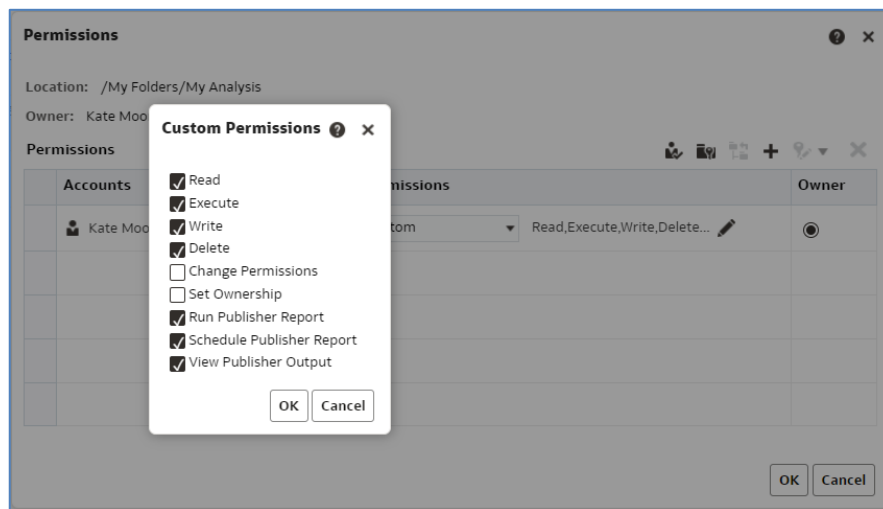 Permissions
Location: /My Folders/My Analysis
Owner: Kate Moo
Custom Permissions
Permissions
Read
Execute
Write
Delete
Change Permissions
Set Ownership
Run Publisher Report
Schedule Publisher Report
View Publisher Output
OK Cancel
Accounts missions Owner
Kate Moo tom Read,Execute,Write,Delete...
OK Cancel